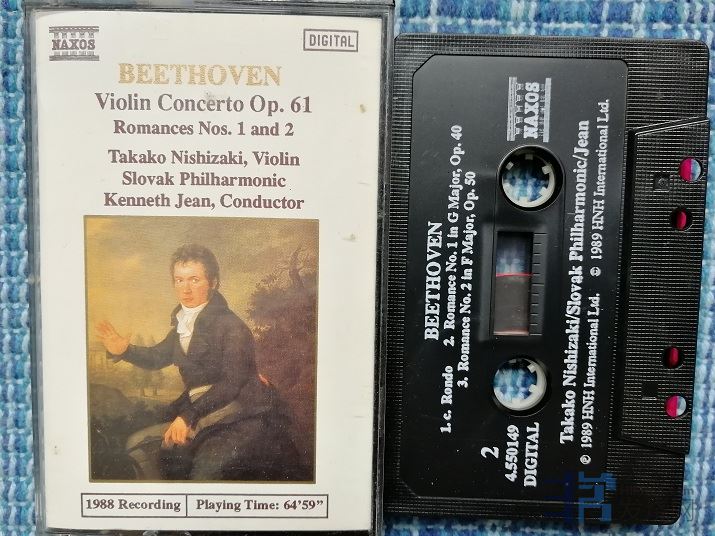 NAXOS
DIGITAL
BEETHOVEN
Violin Concerto Op. 61
Romances Nos. 1 and 2
Takako Nishizaki, Violin
Slovak Philharmonic
Kenneth Jean, Conductor
1988 Recording
Playing Time: 64’59”
NAXOS
BEETHOVEN
1.c. Rondo 2. Romance No. 1 in G Major, Op. 40
3. Romance No. 2 in F Major, Op. 50
2
4.550149
DIGITAL
Takako Nishizaki/Slovak Philharmonic/Jean
℗ 1989 HNH International Ltd. © 1989 HNH International Ltd.